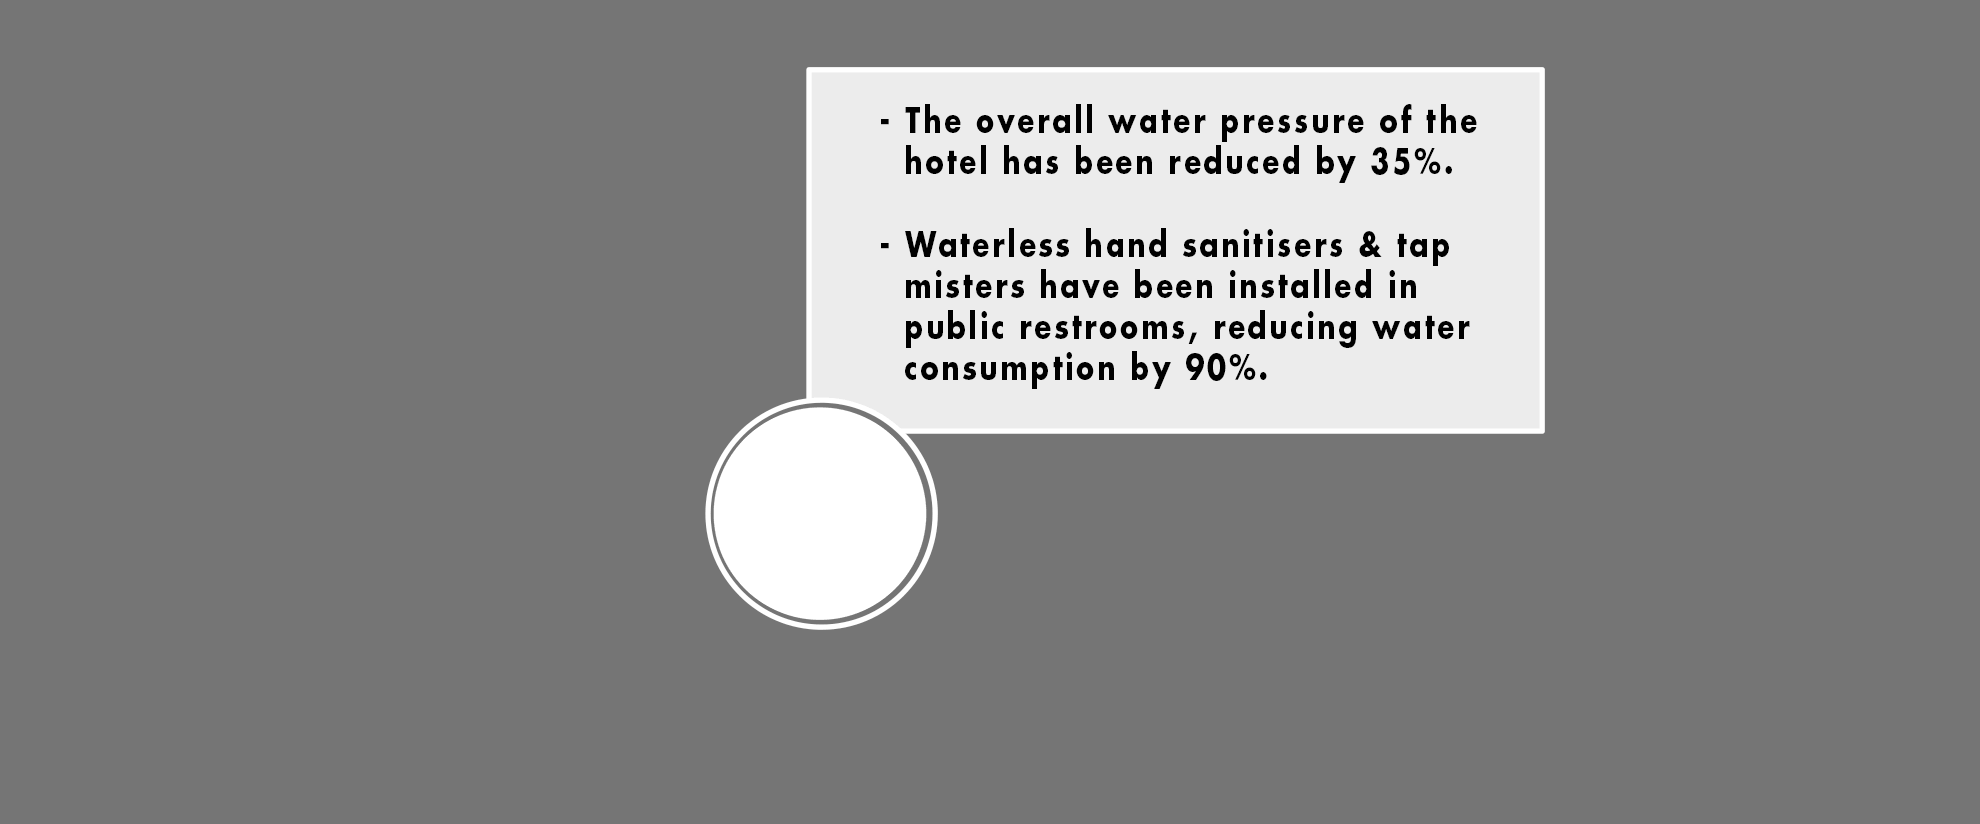 - The overall water pressure of the
hotel has been reduced by 35%.
- Waterless hand sanitisers & tap
misters have been installed in
public restrooms, reducing water
consumption by 90%.